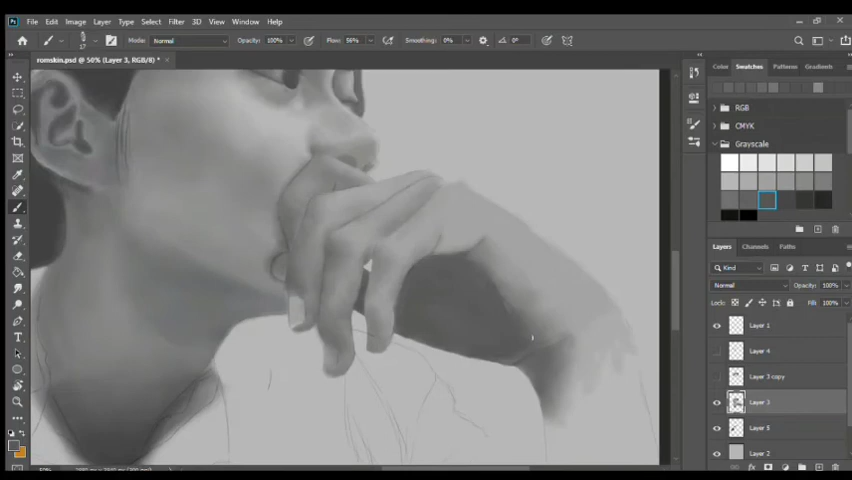 Ps File Edit Image Layer Type Select Filter 3D View Window Help
Mode: Normal Opacity: 100% Flow: 56% Smoothing: 0% 0°
romskin.psd @ 50% (Layer 3, RGB/8) * ×
Color Swatches Patterns Gradients
RGB
CMYK
Grayscale
Layers Channels Paths
Kind
Normal Opacity: 100%
Lock: Fill: 100%
Layer 1
Layer 4
Layer 3 copy
Layer 3
Layer 5
Layer 2